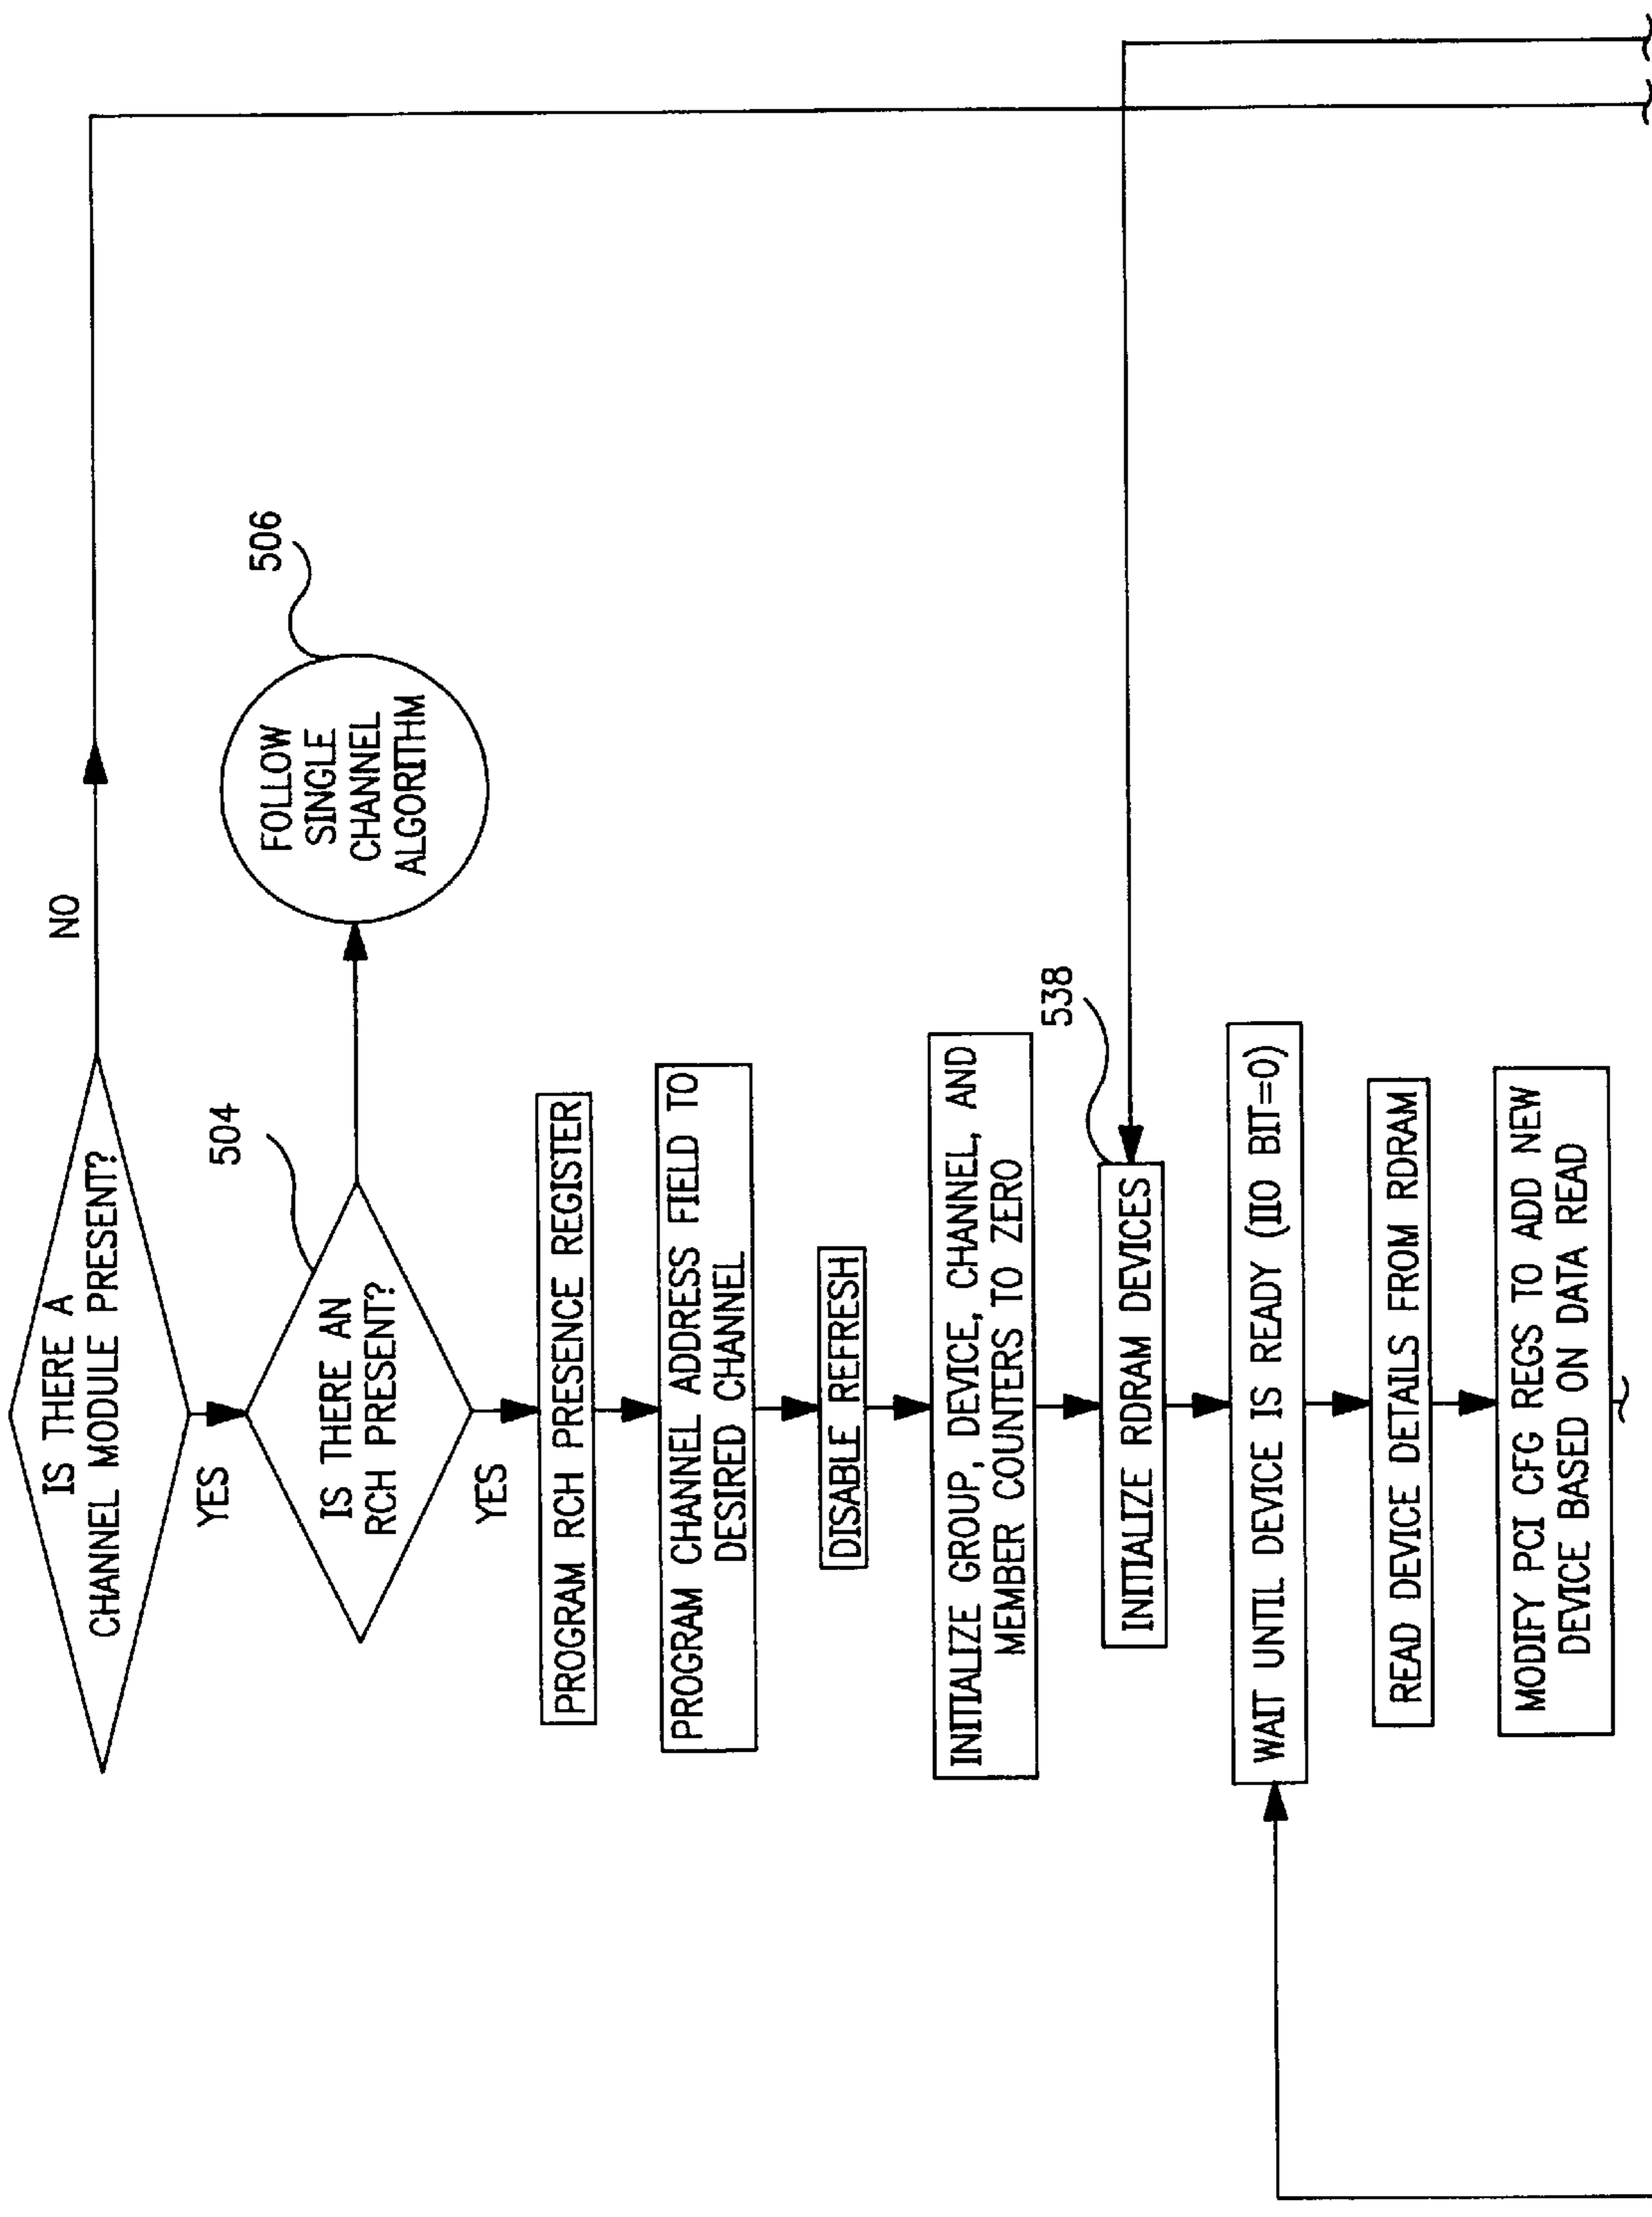 IS THERE A
CHANNEL MODULE PRESENT?
NO
YES
504
IS THERE AN
RCH PRESENT?
506
FOLLOW
SINGLE
CHANNEL
ALGORITHM
YES
PROGRAM RCH PRESENCE REGISTER
PROGRAM CHANNEL ADDRESS FIELD TO
DESIRED CHANNEL
DISABLE REFRESH
INITIALIZE GROUP, DEVICE, CHANNEL, AND
MEMBER COUNTERS TO ZERO
538
INITIALIZE RDRAM DEVICES
WAIT UNTIL DEVICE IS READY (IIO BIT=0)
READ DEVICE DETAILS FROM RDRAM
MODIFY PCI CFG REGS TO ADD NEW
DEVICE BASED ON DATA READ